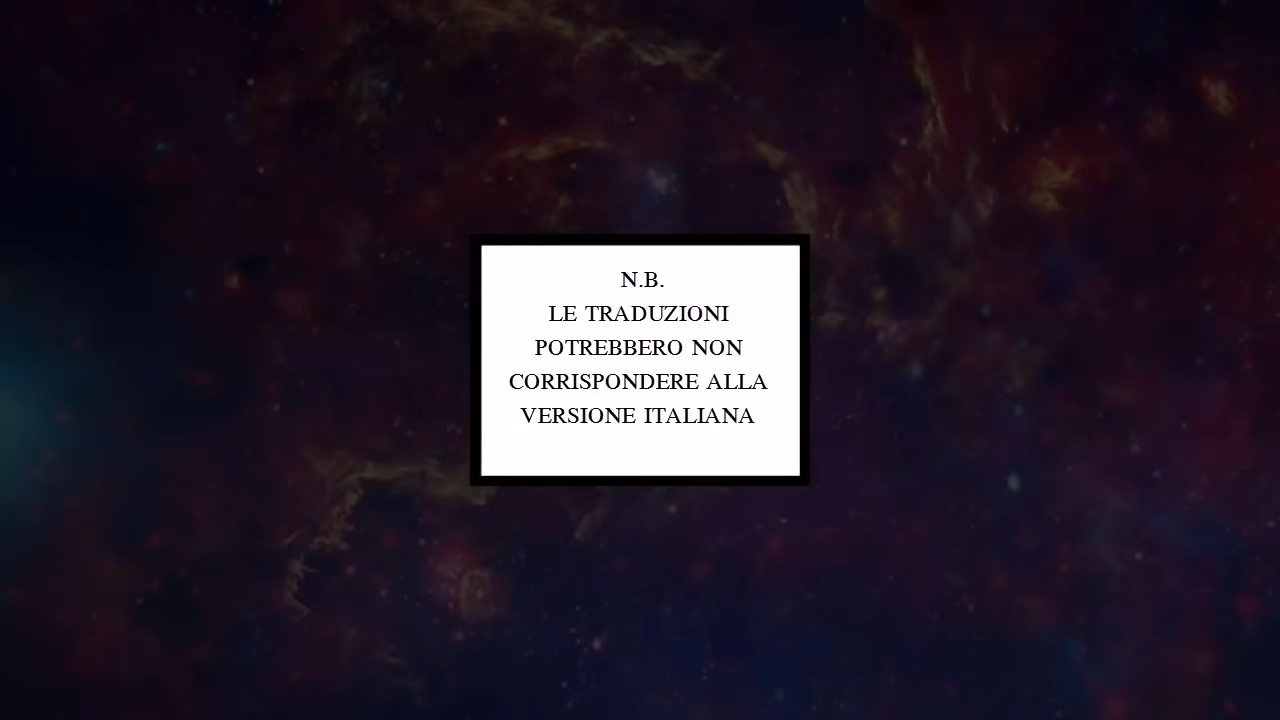 N.B.
LE TRADUZIONI
POTREBBERO NON
CORRISPONDERE ALLA
VERSIONE ITALIANA